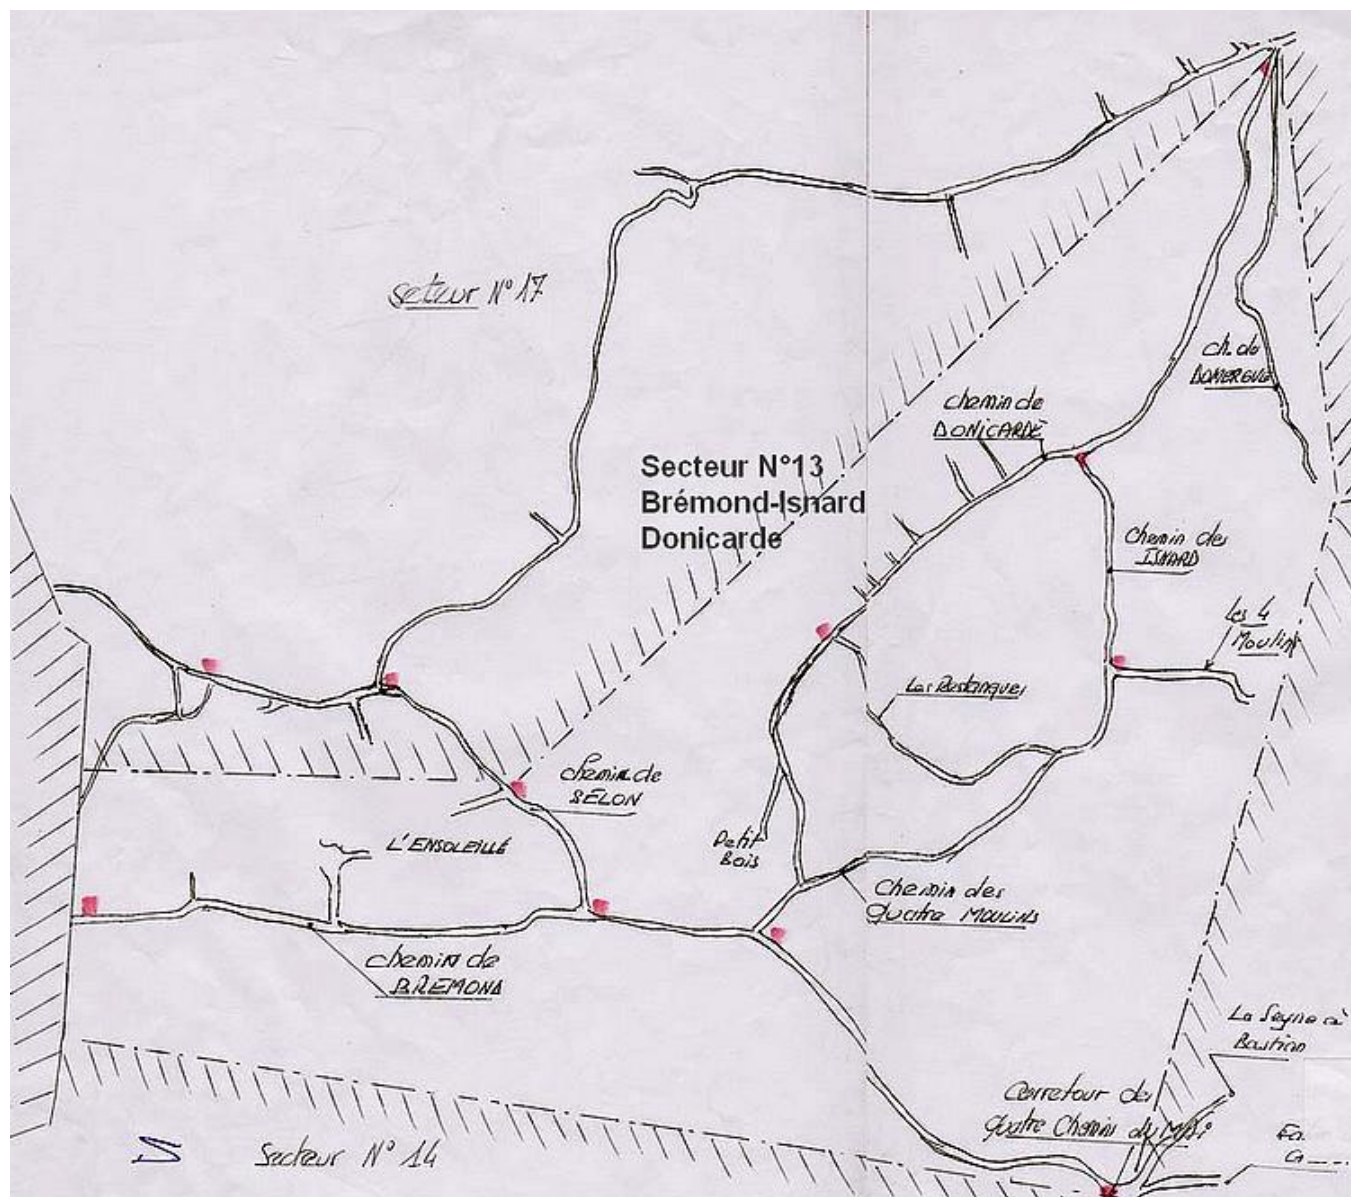 Secteur N° 17
ch. de
DOMERGUE
chemin de
DONICARDE
Secteur N°13
Brémond-Isnard
Donicarde
Chemin des
ISNARD
Les 4
Moulins
Les Restanques
chemin de
BÉLON
L'ENSOLEILLÉ
Petit
Bois
Chemin des
Quatre MOULINS
chemin de
BREMOND
La Seyne à
Bastian
Carrefour des
Quatre Chemins du
Secteur N° 14